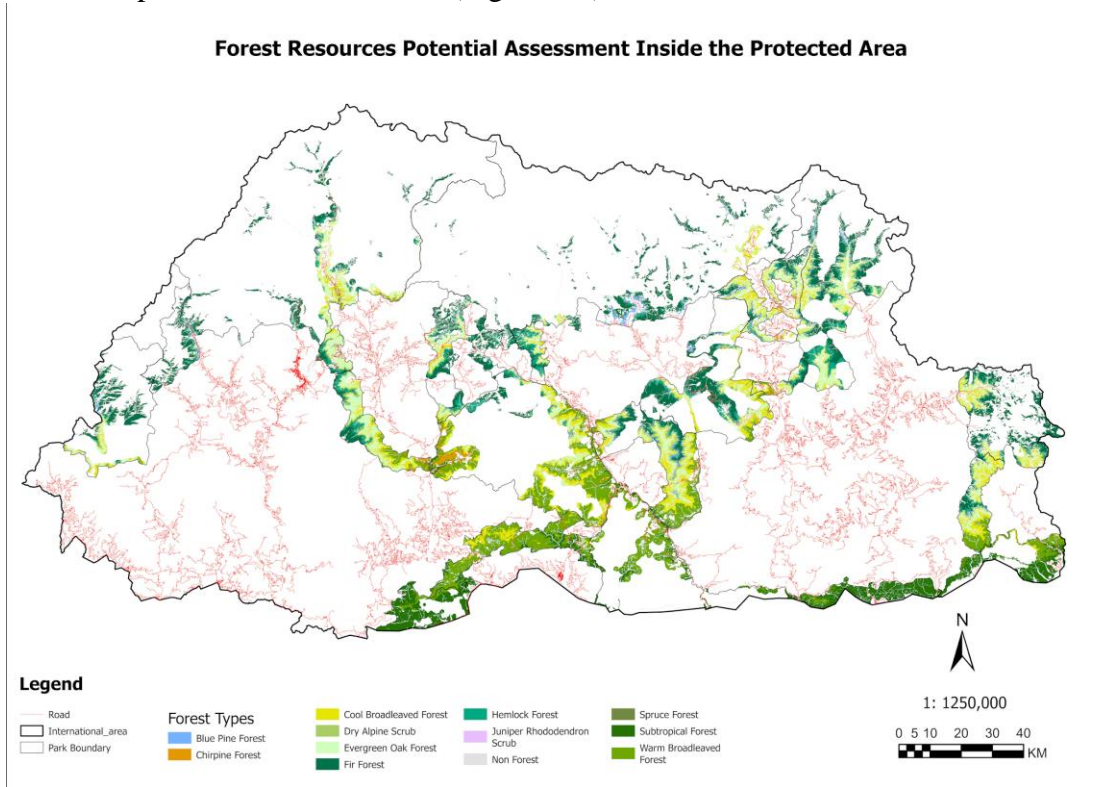 Forest Resources Potential Assessment Inside the Protected Area
N
1: 1250,000
0 5 10 20 30 40
KM
Legend
Road
International_area
Park Boundary
Forest Types
Blue Pine Forest
Chirpine Forest
Cool Broadleaved Forest
Dry Alpine Scrub
Evergreen Oak Forest
Fir Forest
Hemlock Forest
Juniper Rhododendron
Scrub
Non Forest
Spruce Forest
Subtropical Forest
Warm Broadleaved
Forest